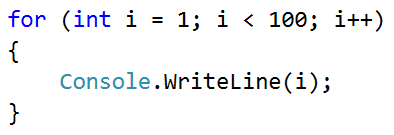 for (int i = 1; i < 100; i++)
{
    Console.WriteLine(i);
}